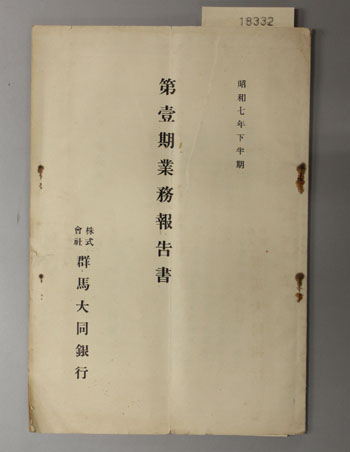 18332
昭和七年下半期
第壹期業務報告書
株式會社 群馬大同銀行